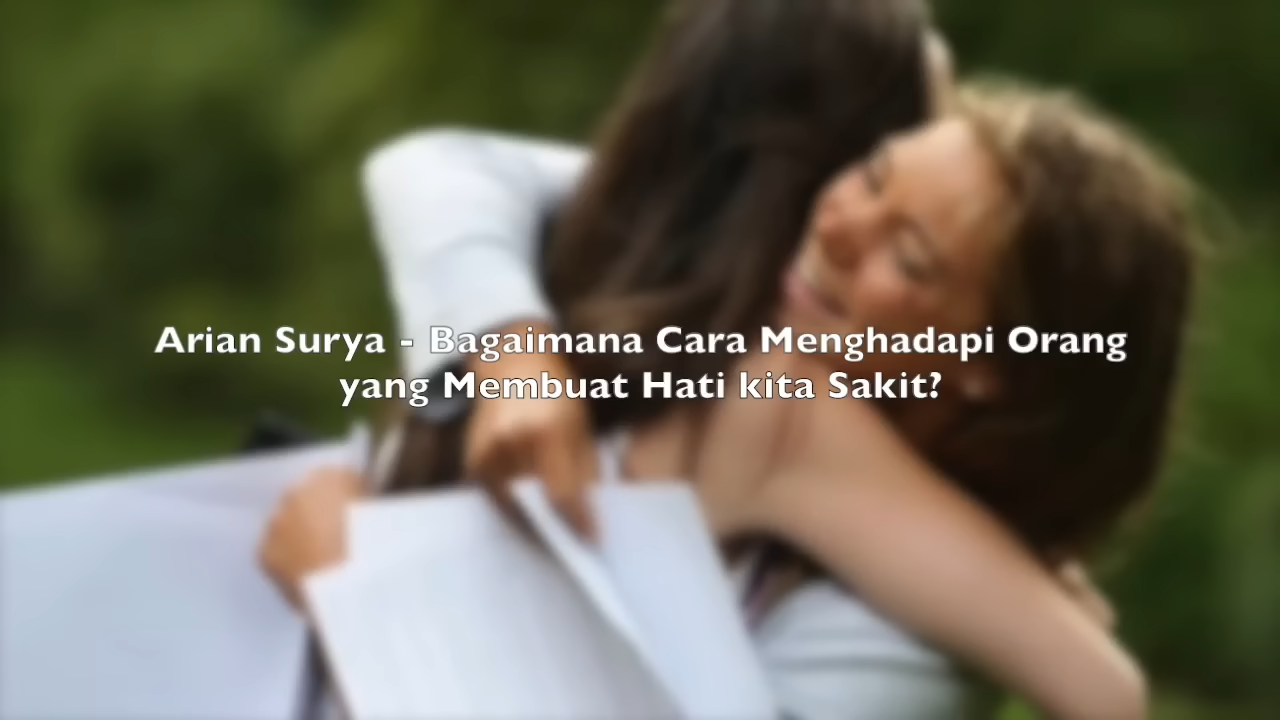 Arian Surya - Bagaimana Cara Menghadapi Orang
yang Membuat Hati kita Sakit?